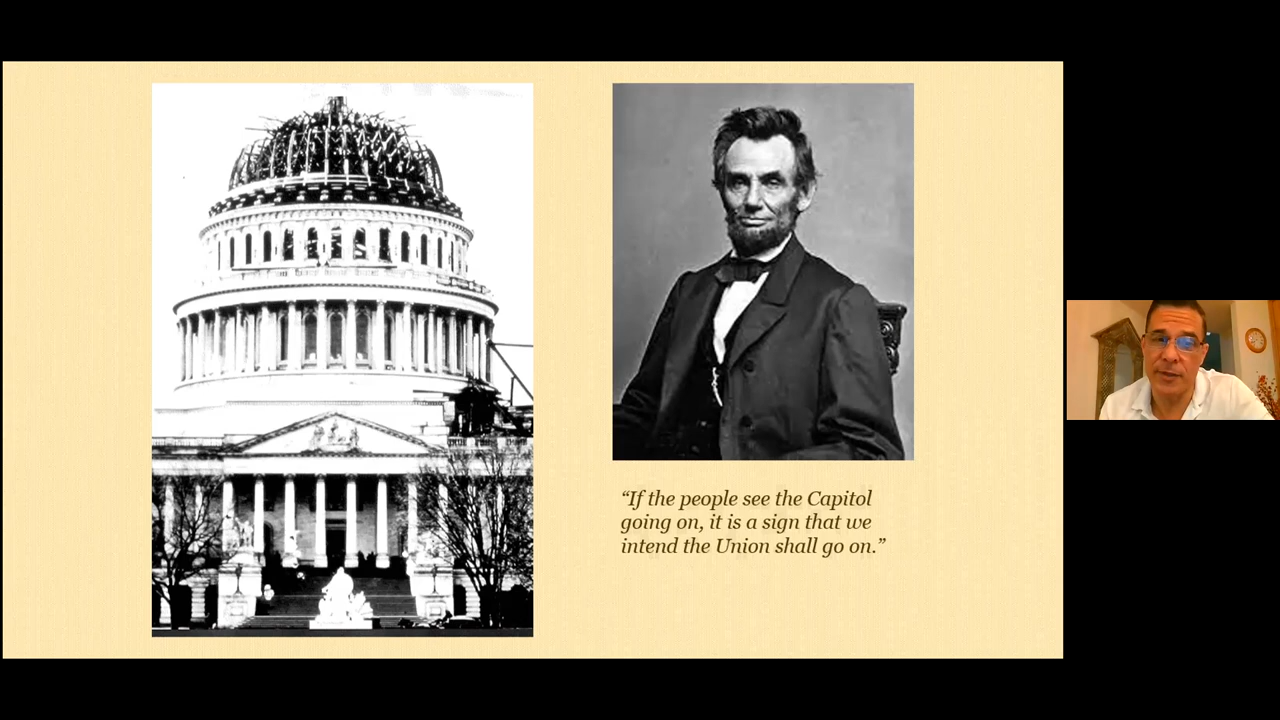 “If the people see the Capitol
going on, it is a sign that we
intend the Union shall go on.”